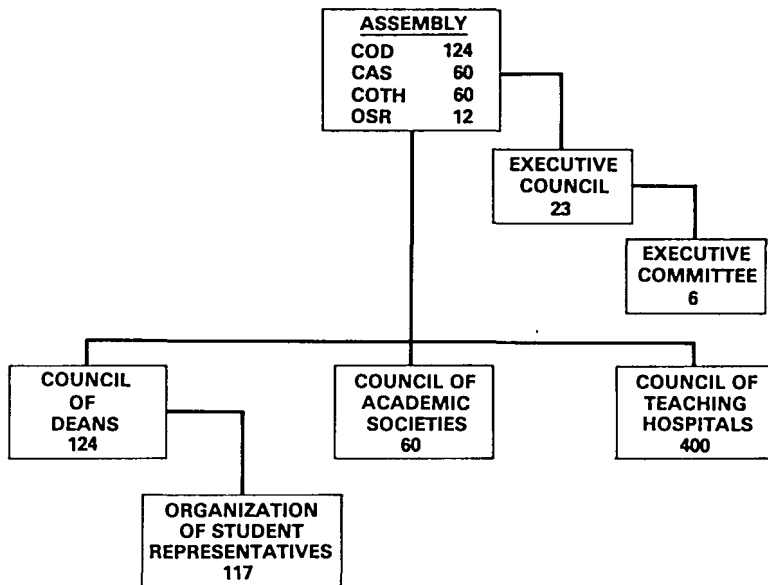 ASSEMBLY
COD 124
CAS 60
COTH 60
OSR 12
EXECUTIVE
COUNCIL
23
EXECUTIVE
COMMITTEE
6
COUNCIL
OF
DEANS
124
COUNCIL OF
ACADEMIC
SOCIETIES
60
COUNCIL OF
TEACHING
HOSPITALS
400
ORGANIZATION
OF STUDENT
REPRESENTATIVES
117